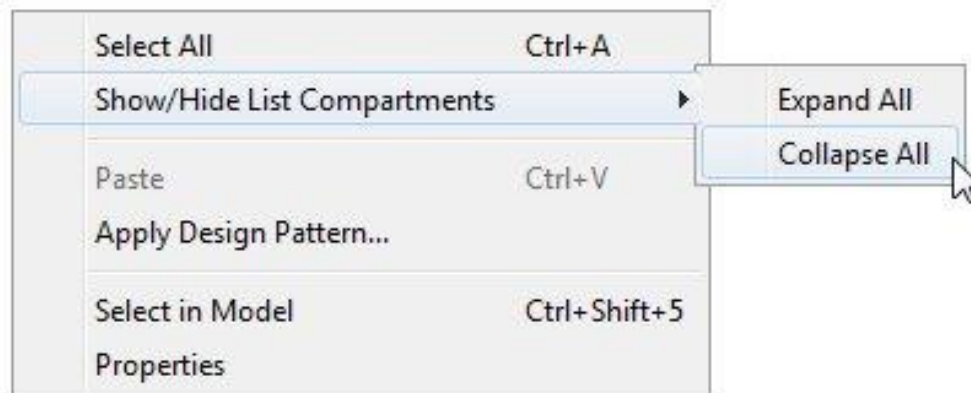 Select All Ctrl+A
Show/Hide List Compartments
Expand All
Collapse All
Paste Ctrl+V
Apply Design Pattern...
Select in Model Ctrl+Shift+5
Properties